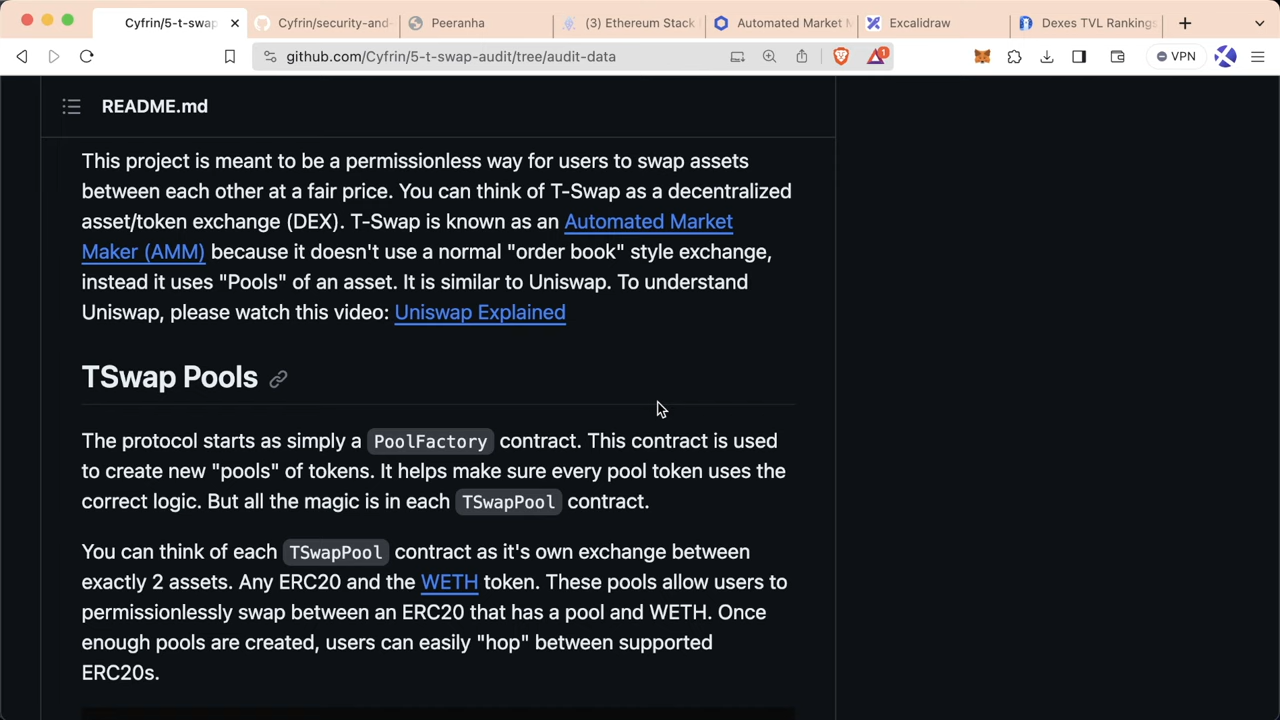 Cyfrin/5-t-swap
Cyfrin/security-and-
Peeranha
(3) Ethereum Stack
Automated Market M
Excalidraw
Dexes TVL Rankings
github.com/Cyfrin/5-t-swap-audit/tree/audit-data
1
VPN
README.md
This project is meant to be a permissionless way for users to swap assets
between each other at a fair price. You can think of T-Swap as a decentralized
asset/token exchange (DEX). T-Swap is known as an Automated Market
Maker (AMM) because it doesn't use a normal "order book" style exchange,
instead it uses "Pools" of an asset. It is similar to Uniswap. To understand
Uniswap, please watch this video: Uniswap Explained
TSwap Pools
The protocol starts as simply a PoolFactory contract. This contract is used
to create new "pools" of tokens. It helps make sure every pool token uses the
correct logic. But all the magic is in each TSwapPool contract.
You can think of each TSwapPool contract as it's own exchange between
exactly 2 assets. Any ERC20 and the WETH token. These pools allow users to
permissionlessly swap between an ERC20 that has a pool and WETH. Once
enough pools are created, users can easily "hop" between supported
ERC20s.